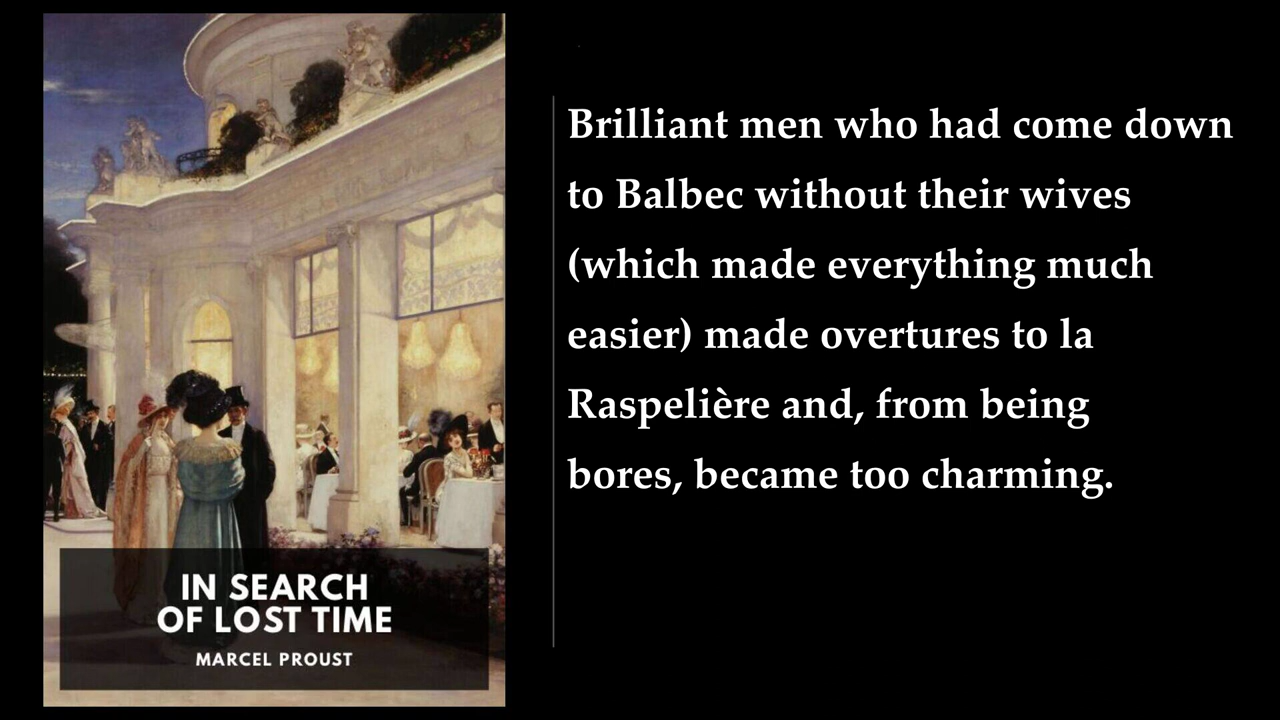 Brilliant men who had come down
to Balbec without their wives
(which made everything much
easier) made overtures to la
Raspelière and, from being
bores, became too charming.
IN SEARCH
OF LOST TIME
MARCEL PROUST